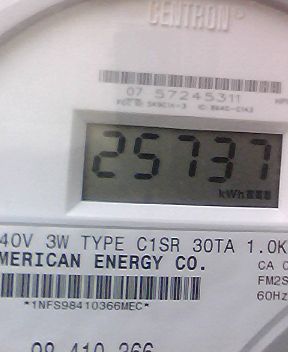 CENTRON®
07 57245311
25737
kWh
40V 3W TYPE C1SR 30TA 1.0K
MERICAN ENERGY CO.
CA 0
FM2S
60Hz
*1NFS98410366MEC*
98 410 366